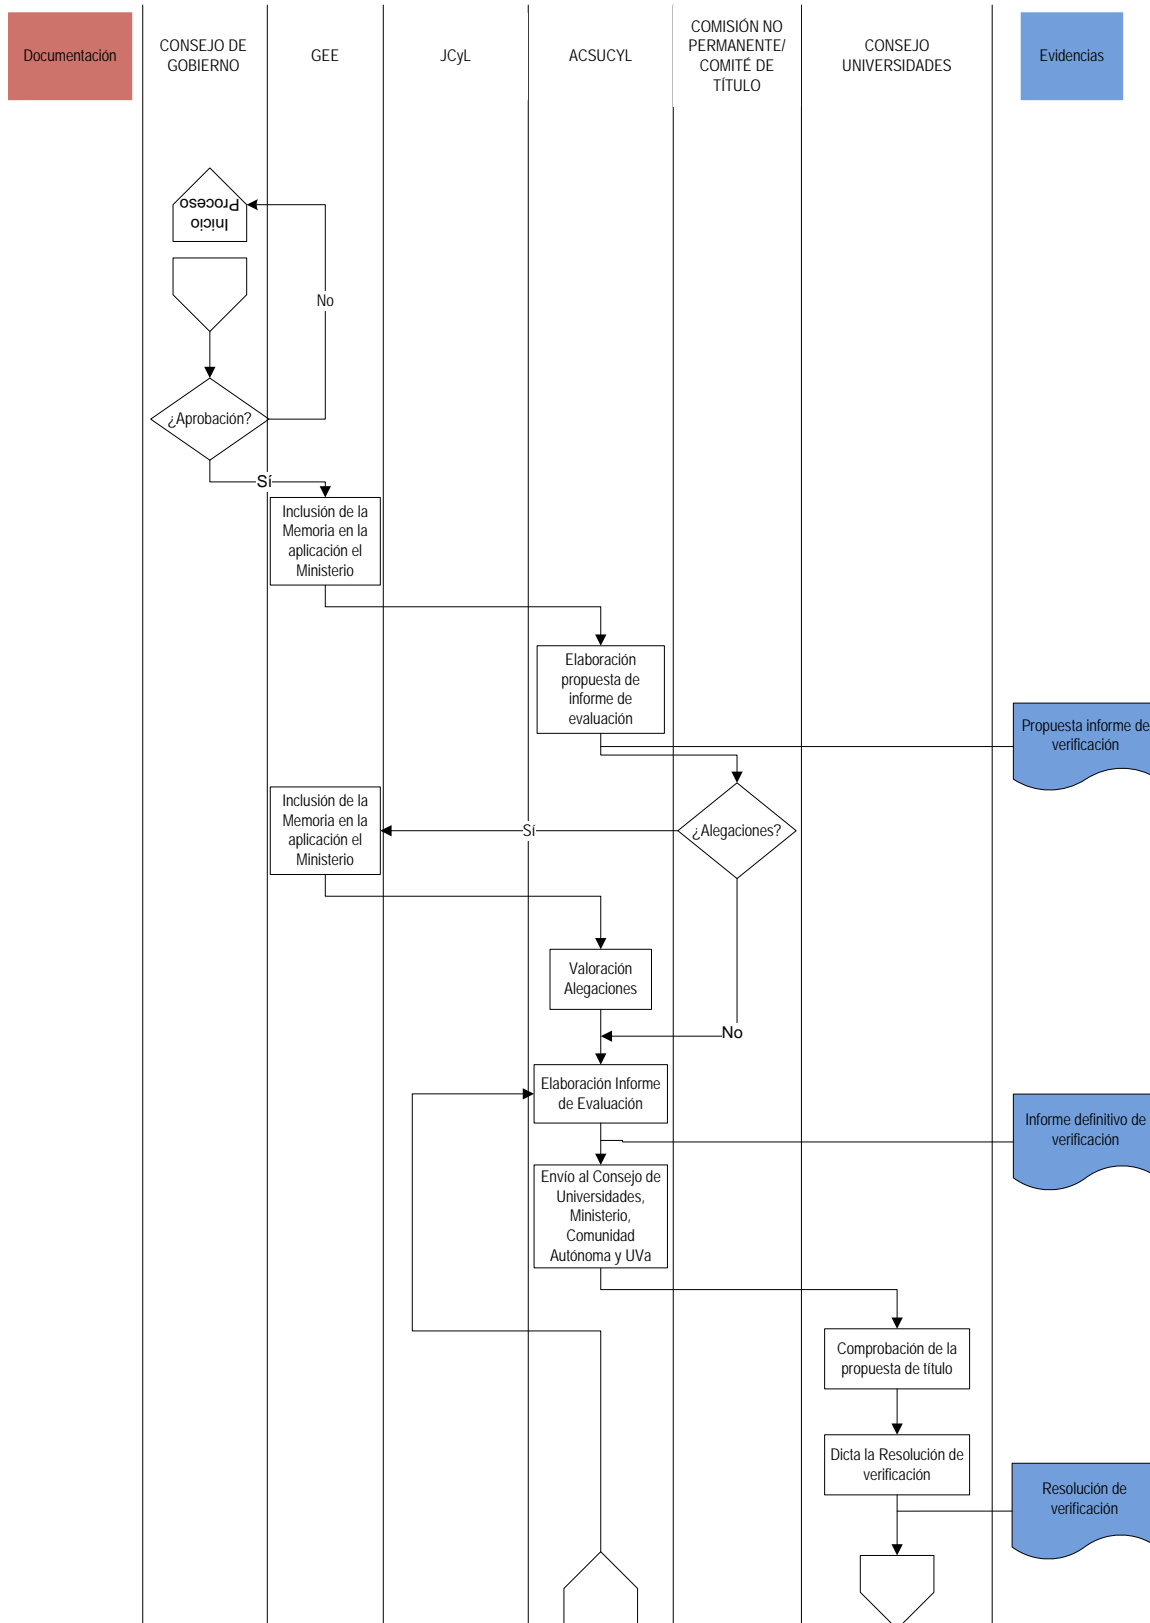 Documentación
CONSEJO DE
GOBIERNO
GEE
JCyL
ACSUCYL
COMISIÓN NO
PERMANENTE/
COMITÉ DE
TÍTULO
CONSEJO
UNIVERSIDADES
Evidencias
Inicio
Proceso
No
¿Aprobación?
Sí
Inclusión de la
Memoria en la
aplicación el
Ministerio
Elaboración
propuesta de
informe de
evaluación
Propuesta informe de
verificación
Inclusión de la
Memoria en la
aplicación el
Ministerio
Sí
¿Alegaciones?
Valoración
Alegaciones
No
Elaboración Informe
de Evaluación
Informe definitivo de
verificación
Envío al Consejo de
Universidades,
Ministerio,
Comunidad
Autónoma y UVa
Comprobación de la
propuesta de título
Dicta la Resolución de
verificación
Resolución de
verificación